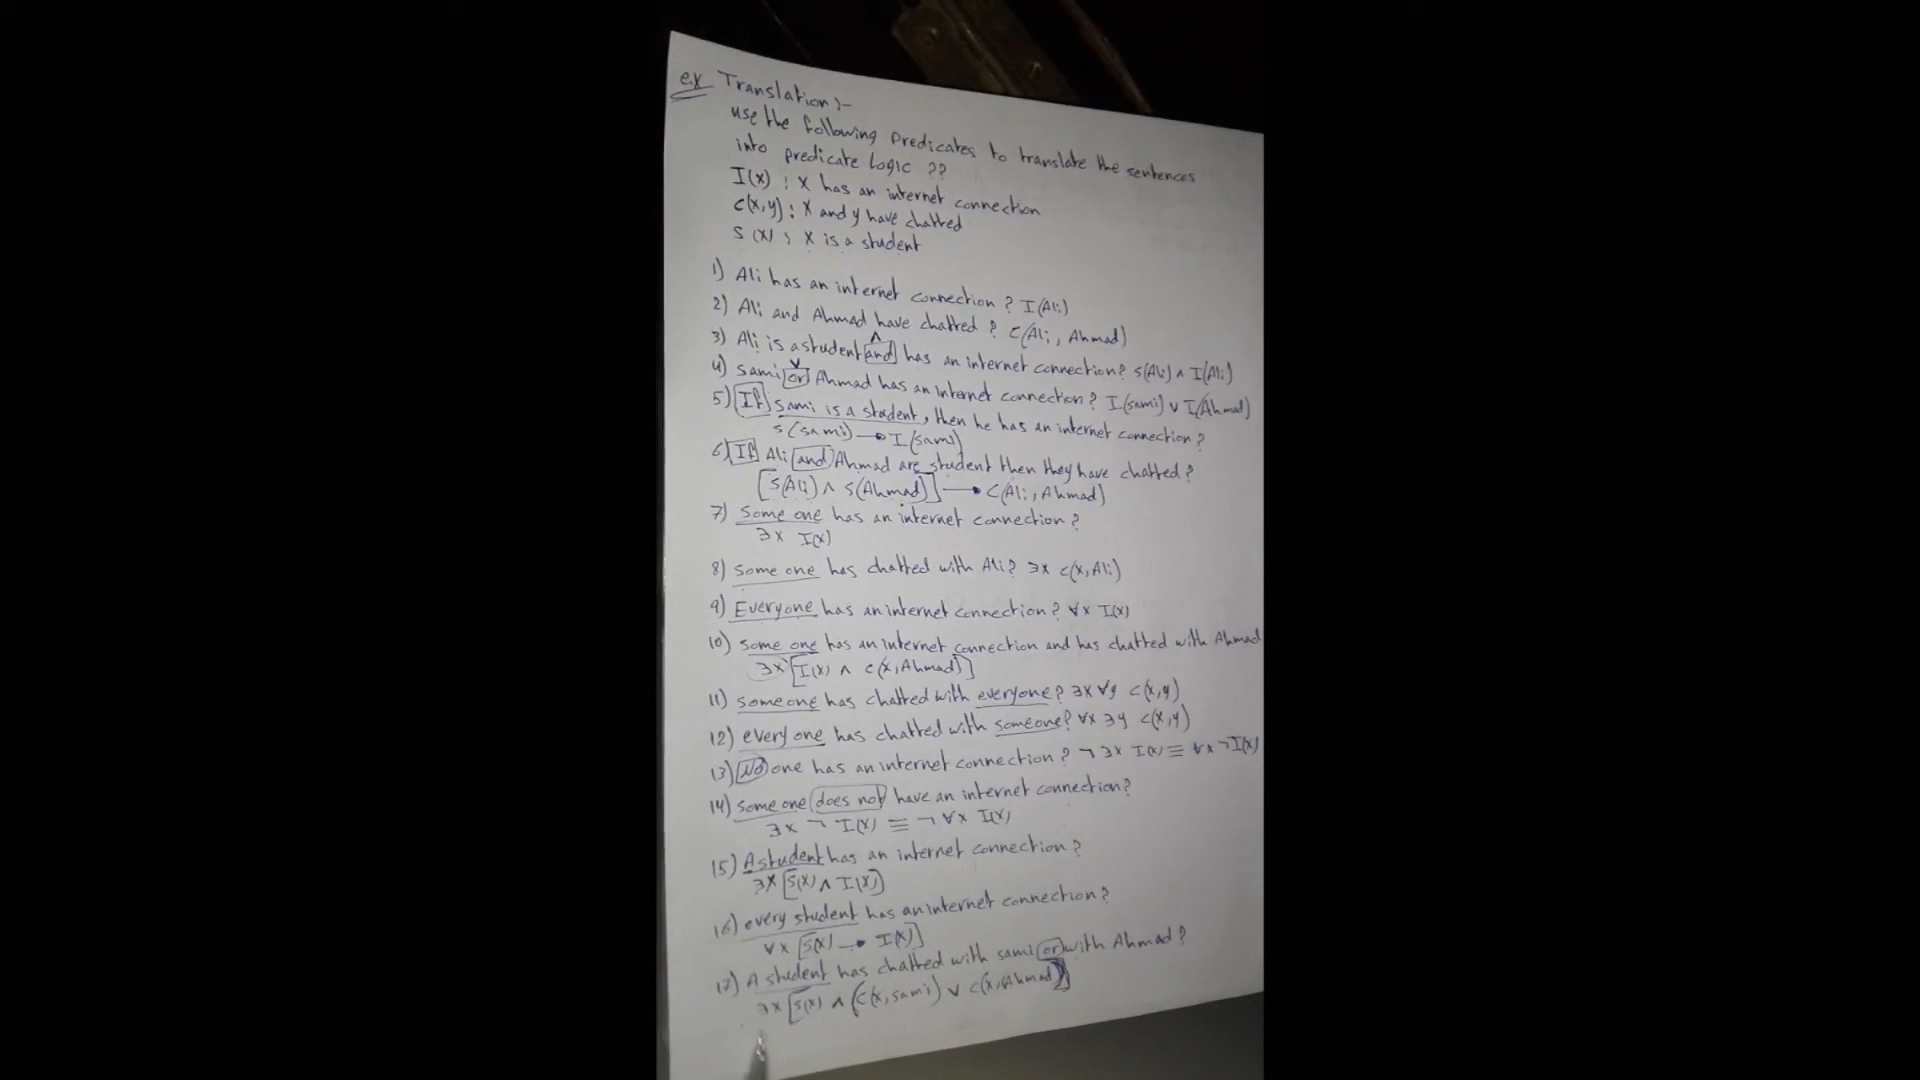 ex Translation :-
use the following predicates to translate the sentences
into predicate logic ??
I(x) : x has an internet connection
C(x,y) : x and y have chatted
S(x) : x is a student
1) Ali has an internet connection ? I(Ali)
2) Ali and Ahmad have chatted ? C(Ali, Ahmad)
∧
3) Ali is a student and has an internet connection? S(Ali) ∧ I(Ali)
∨
4) Sami or Ahmad has an internet connection ? I(sami) ∨ I(Ahmad)
5) If Sami is a student, then he has an internet connection ?
S(sami) → I(sami)
6) If Ali and Ahmad are student then they have chatted ?
[S(Ali) ∧ S(Ahmad)] → C(Ali, Ahmad)
7) Some one has an internet connection ?
∃x I(x)
8) Some one has chatted with Ali? ∃x C(x,Ali)
9) Everyone has an internet connection ? ∀x I(x)
10) Some one has an internet connection and has chatted with Ahmad
∃x [I(x) ∧ C(x,Ahmad)]
11) Someone has chatted with everyone? ∃x ∀y C(x,y)
12) every one has chatted with someone? ∀x ∃y C(x,y)
13) No one has an internet connection ? ¬∃x I(x) ≡ ∀x ¬I(x)
14) Some one does not have an internet connection?
∃x ¬ I(x) ≡ ¬ ∀x I(x)
15) A student has an internet connection ?
∃x [S(x) ∧ I(x)]
16) every student has an internet connection ?
∀x [S(x) → I(x)]
17) A student has chatted with sami or with Ahmad ?
∃x [S(x) ∧ (C(x,sami) ∨ C(x,Ahmad))]